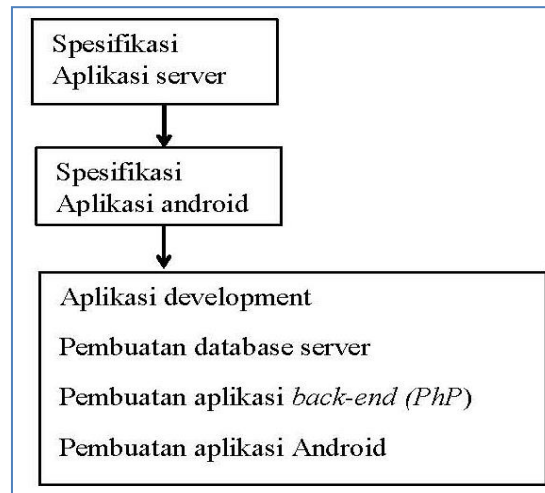 Spesifikasi
Aplikasi server
Spesifikasi
Aplikasi android
Aplikasi development
Pembuatan database server
Pembuatan aplikasi back-end (PhP)
Pembuatan aplikasi Android